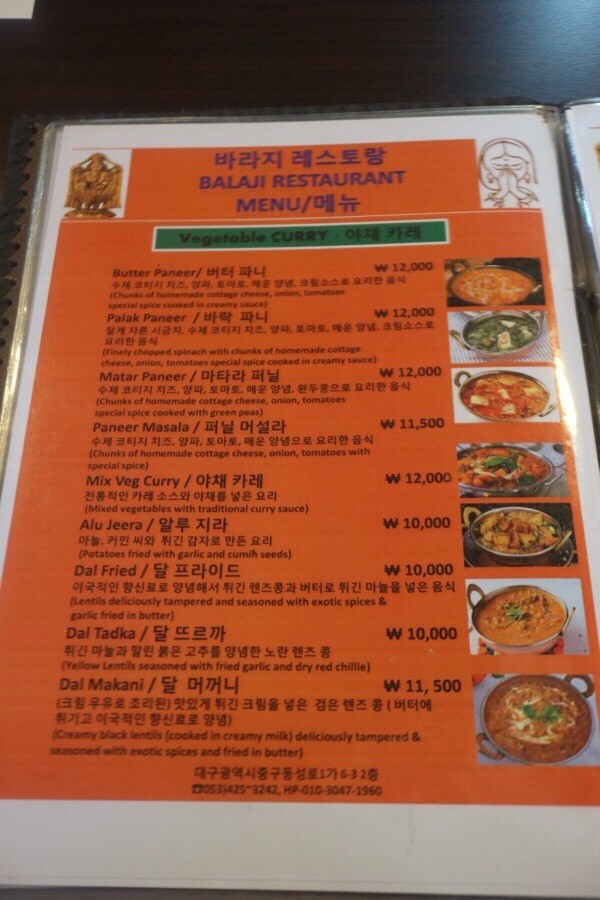 바라지 레스토랑
BALAJI RESTAURANT
MENU/메뉴
Vegetable CURRY / 야채 카레
Butter Paneer/ 버터 파니 ₩ 12,000
수제 코티지 치즈, 양파, 토마토, 매운 양념, 크림소스로 요리한 음식
(Chunks of homemade cottage cheese, onion, tomatoes
special spice cooked in creamy sauce)
Palak Paneer / 바락 파니 ₩ 12,000
잘게 자른 시금치, 수제 코티지 치즈, 양파, 토마토, 매운 양념, 크림소스로
요리한 음식
(Finely chopped spinach with chunks of homemade cottage
cheese, onion, tomatoes special spice cooked in creamy sauce)
Matar Paneer / 마타라 퍼닐 ₩ 12,000
수제 코티지 치즈, 양파, 토마토, 매운 양념, 완두콩으로 요리한 음식
(Chunks of homemade cottage cheese, onion, tomatoes
special spice cooked with green peas)
Paneer Masala / 퍼닐 머설라 ₩ 11,500
수제 코티지 치즈, 양파, 토마토, 매운 양념으로 요리한 음식
(Chunks of homemade cottage cheese, onion, tomatoes with
special spice)
Mix Veg Curry / 야채 카레 ₩ 12,000
전통적인 카레 소스와 야채를 넣은 요리
(Mixed vegetables with traditional curry sauce)
Alu Jeera / 알루 지라 ₩ 10,000
마늘, 커민 씨와 튀긴 감자로 만든 요리
(Potatoes fried with garlic and cumin seeds)
Dal Fried / 달 프라이드 ₩ 10,000
이국적인 향신료로 양념해서 튀긴 렌즈콩과 버터로 튀긴 마늘을 넣은 음식
(Lentils deliciously tampered and seasoned with exotic spices &
garlic fried in butter)
Dal Tadka / 달 뜨르까 ₩ 10,000
튀긴 마늘과 말린 붉은 고추를 양념한 노란 렌즈 콩
(Yellow Lentils seasoned with fried garlic and dry red chillie)
Dal Makani / 달 머꺼니 ₩ 11, 500
(크림 우유로 조리된) 맛있게 튀긴 크림을 넣은 검은 렌즈 콩 ( 버터에
튀기고 이국적인 향신료로 양념)
(Creamy black lentils (cooked in creamy milk) deliciously tampered &
seasoned with exotic spices and fried in butter)
대구광역시중구동성로1가 6-3 2층
☎053)425~3242, HP-010-3047-1960